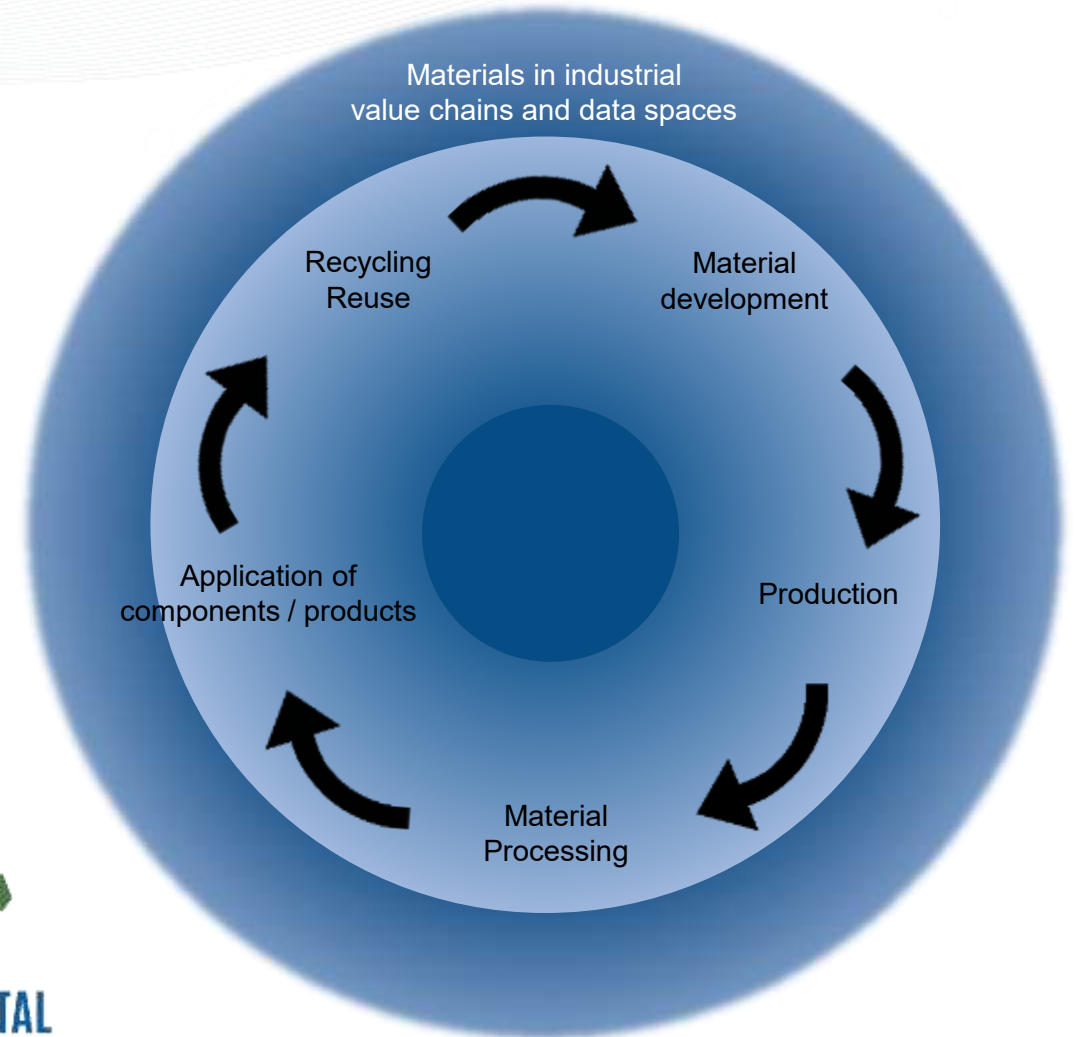 Materials in industrial
value chains and data spaces
Recycling
Reuse
Material
development
Application of
components / products
Production
Material
Processing
TAL